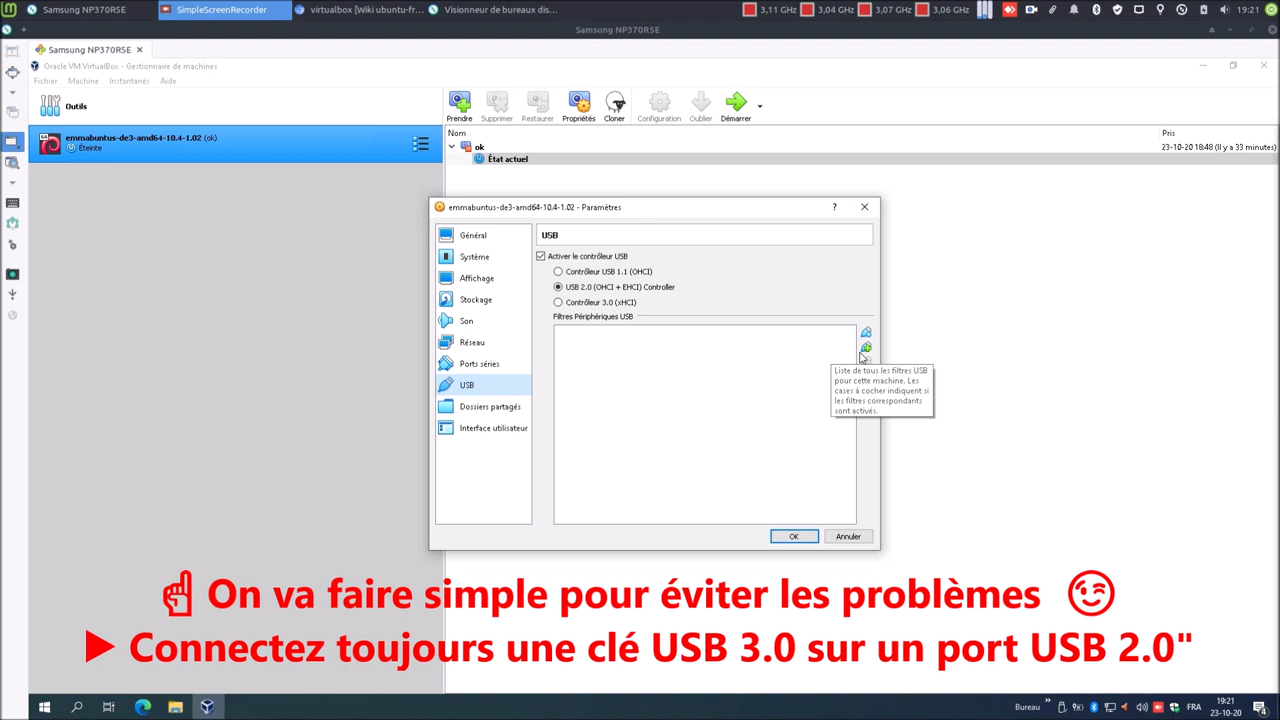 Éteinte
SimpleScreenRecorder
virtualbox [Wiki ubuntu-fr...
Visionneur de bureaux dis...
3,11 GHz
3,04 GHz
3,07 GHz
3,06 GHz
19:21
Samsung NP370R5E
Samsung NP370R5E
Oracle VM VirtualBox - Gestionnaire de machines
Fichier Machine Instantanés Aide
Outils
Prendre Supprimer Restaurer Propriétés Cloner Configuration Oublier Démarrer
Nom Pris
emmabuntus-de3-amd64-10.4-1.02 (ok)
Éteinte
ok 23-10-20 18:48 (Il y a 33 minutes)
État actuel
emmabuntus-de3-amd64-10.4-1.02 - Paramètres ?
Général
Système
Affichage
Stockage
Son
Réseau
Ports séries
USB
Dossiers partagés
Interface utilisateur
USB
Activer le contrôleur USB
Contrôleur USB 1.1 (OHCI)
USB 2.0 (OHCI + EHCI) Controller
Contrôleur 3.0 (xHCI)
Filtres Périphériques USB
Liste de tous les filtres USB
pour cette machine. Les
cases à cocher indiquent si
les filtres correspondants
sont activés.
OK Annuler
On va faire simple pour éviter les problèmes
Connectez toujours une clé USB 3.0 sur un port USB 2.0"
Bureau
FRA
19:21
23-10-20
4